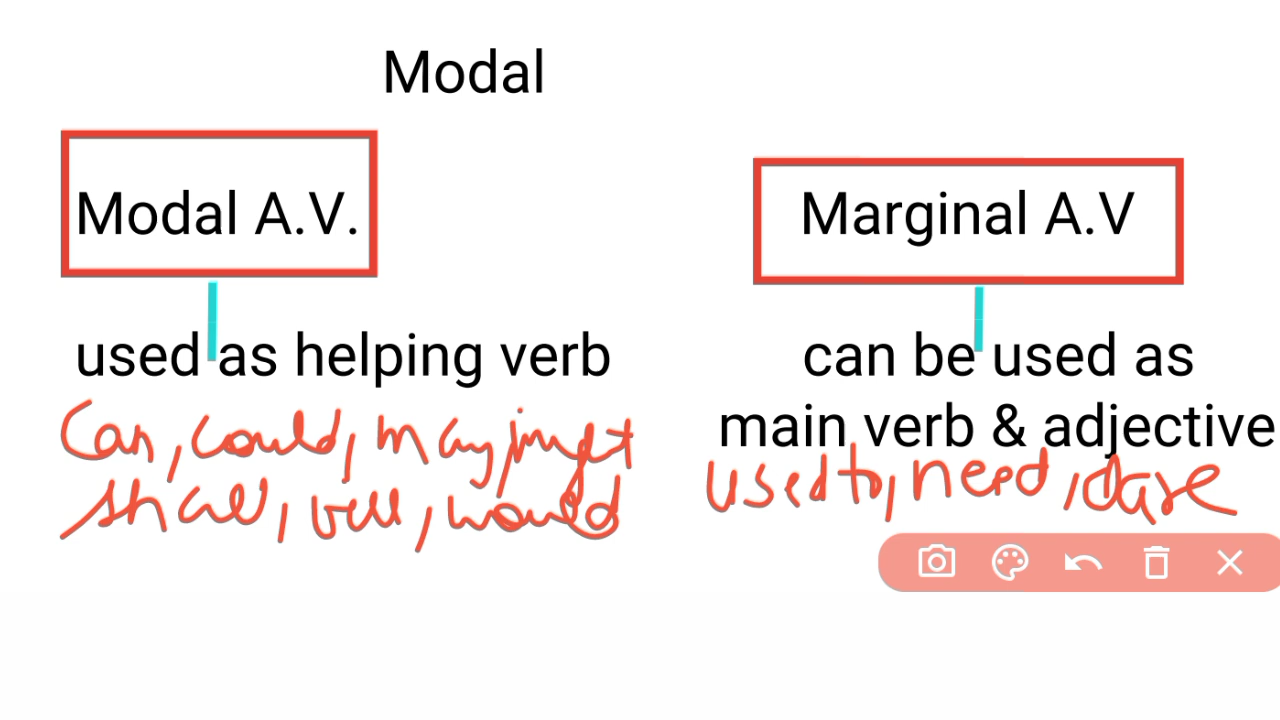 Modal
Modal A.V.
used as helping verb
Can, could, may, might
shall, will, would
Marginal A.V
can be used as
main verb & adjective
used to, need, dare